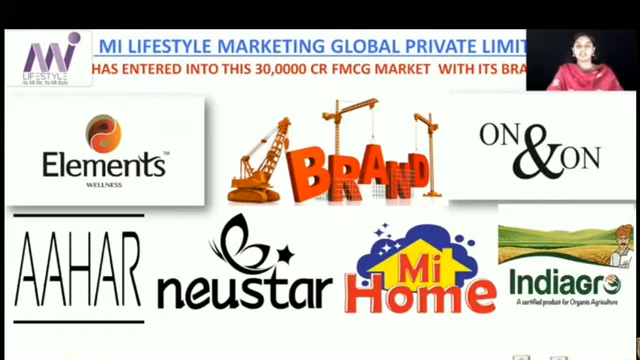 Mi
LIFESTYLE
MI LIFESTYLE MARKETING GLOBAL PRIVATE LIMIT
HAS ENTERED INTO THIS 30,0000 CR FMCG MARKET WITH ITS BRA
Elements™
WELLNESS
BRAND
ON & ON
AAHAR
neustar
Mi
Home
Indiagro
A certified product for Organic Agriculture